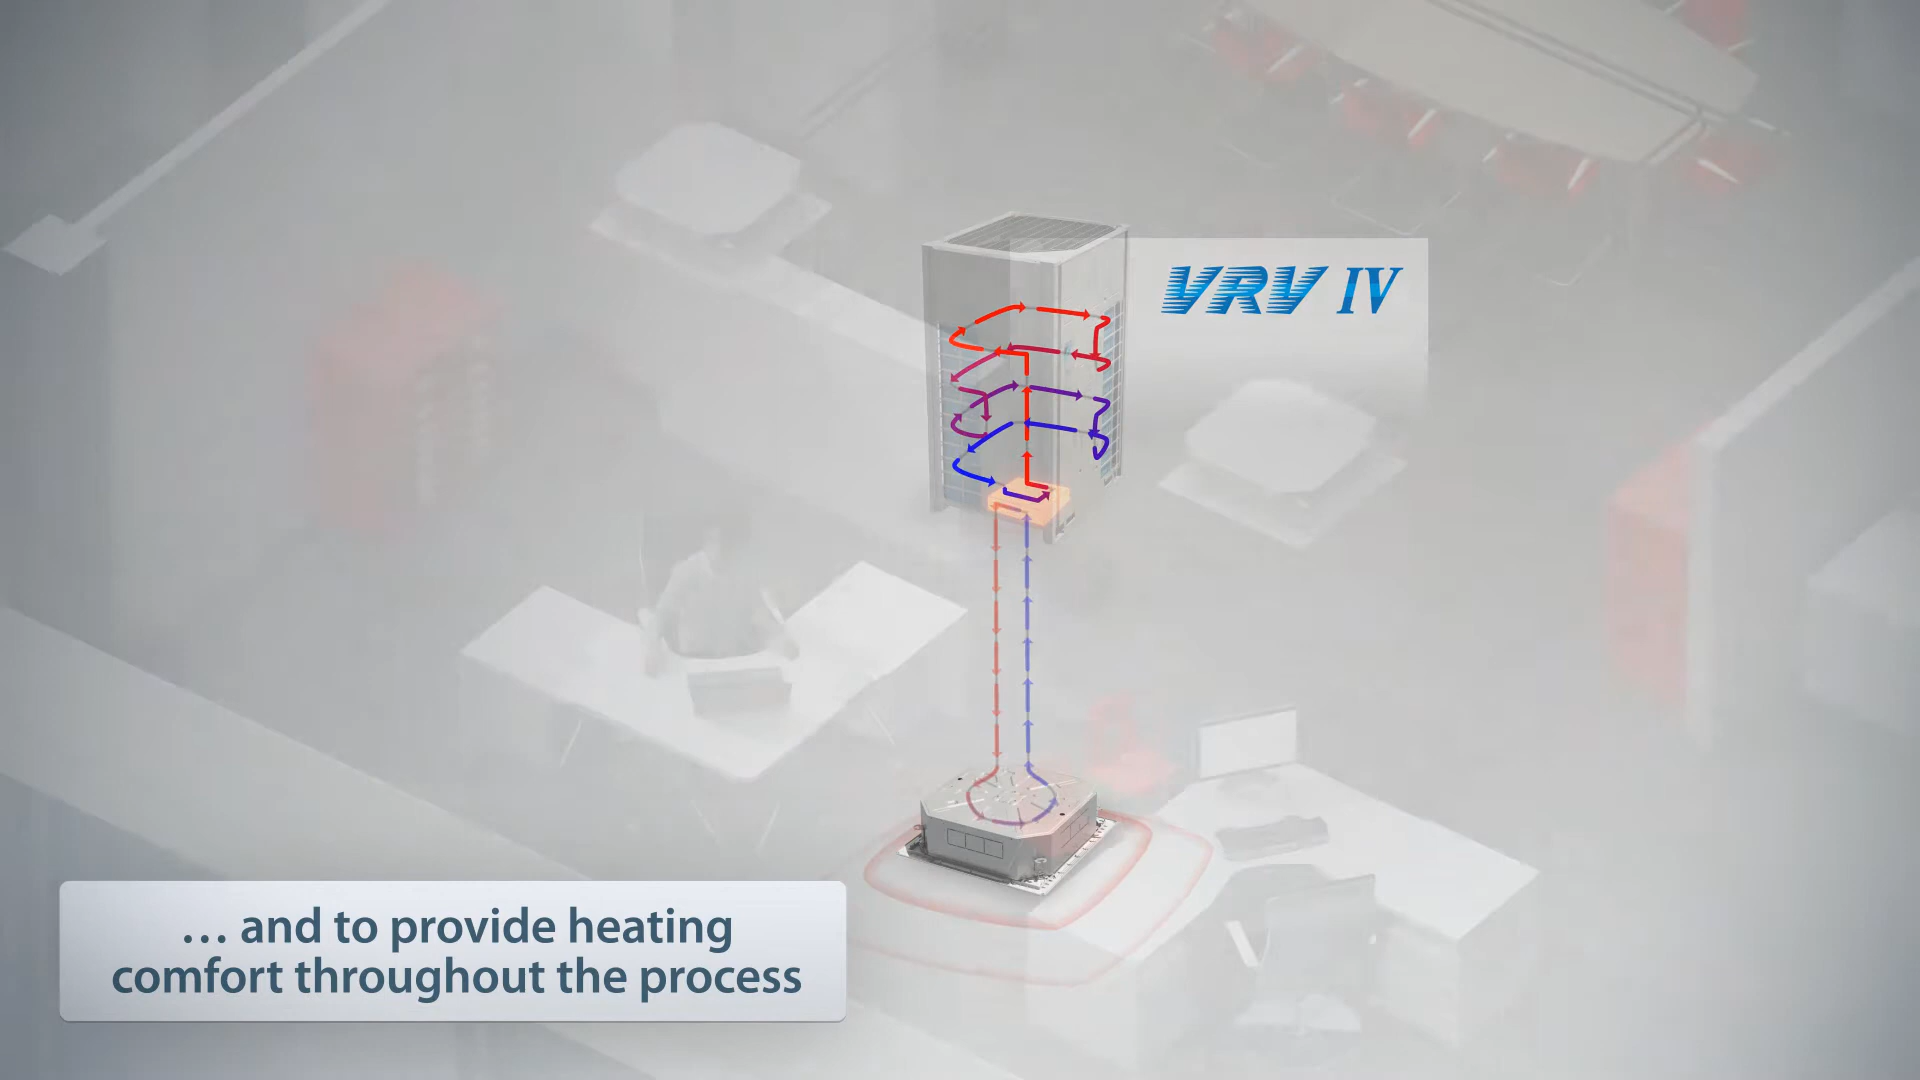 VRV IV
… and to provide heating
comfort throughout the process